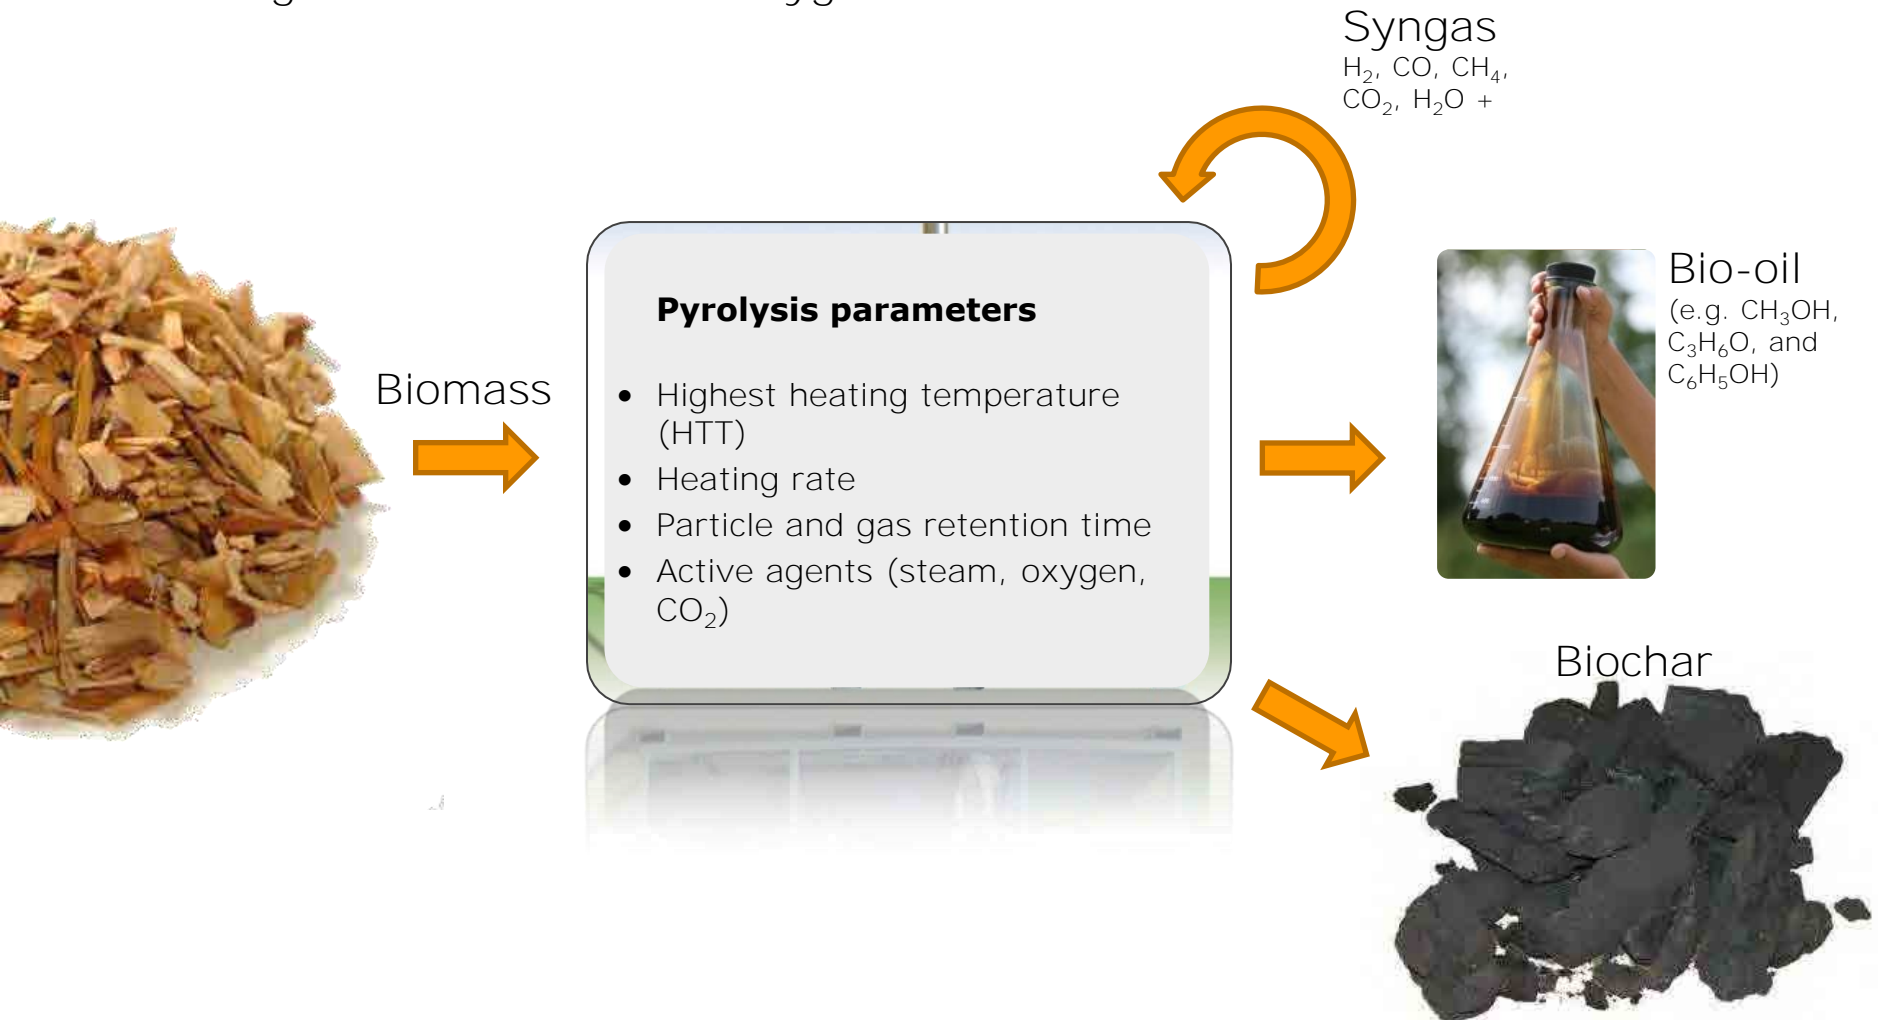 Syngas
H₂, CO, CH₄,
CO₂, H₂O +
Biomass
Pyrolysis parameters
• Highest heating temperature
(HTT)
• Heating rate
• Particle and gas retention time
• Active agents (steam, oxygen,
CO₂)
Bio-oil
(e.g. CH₃OH,
C₃H₆O, and
C₆H₅OH)
Biochar